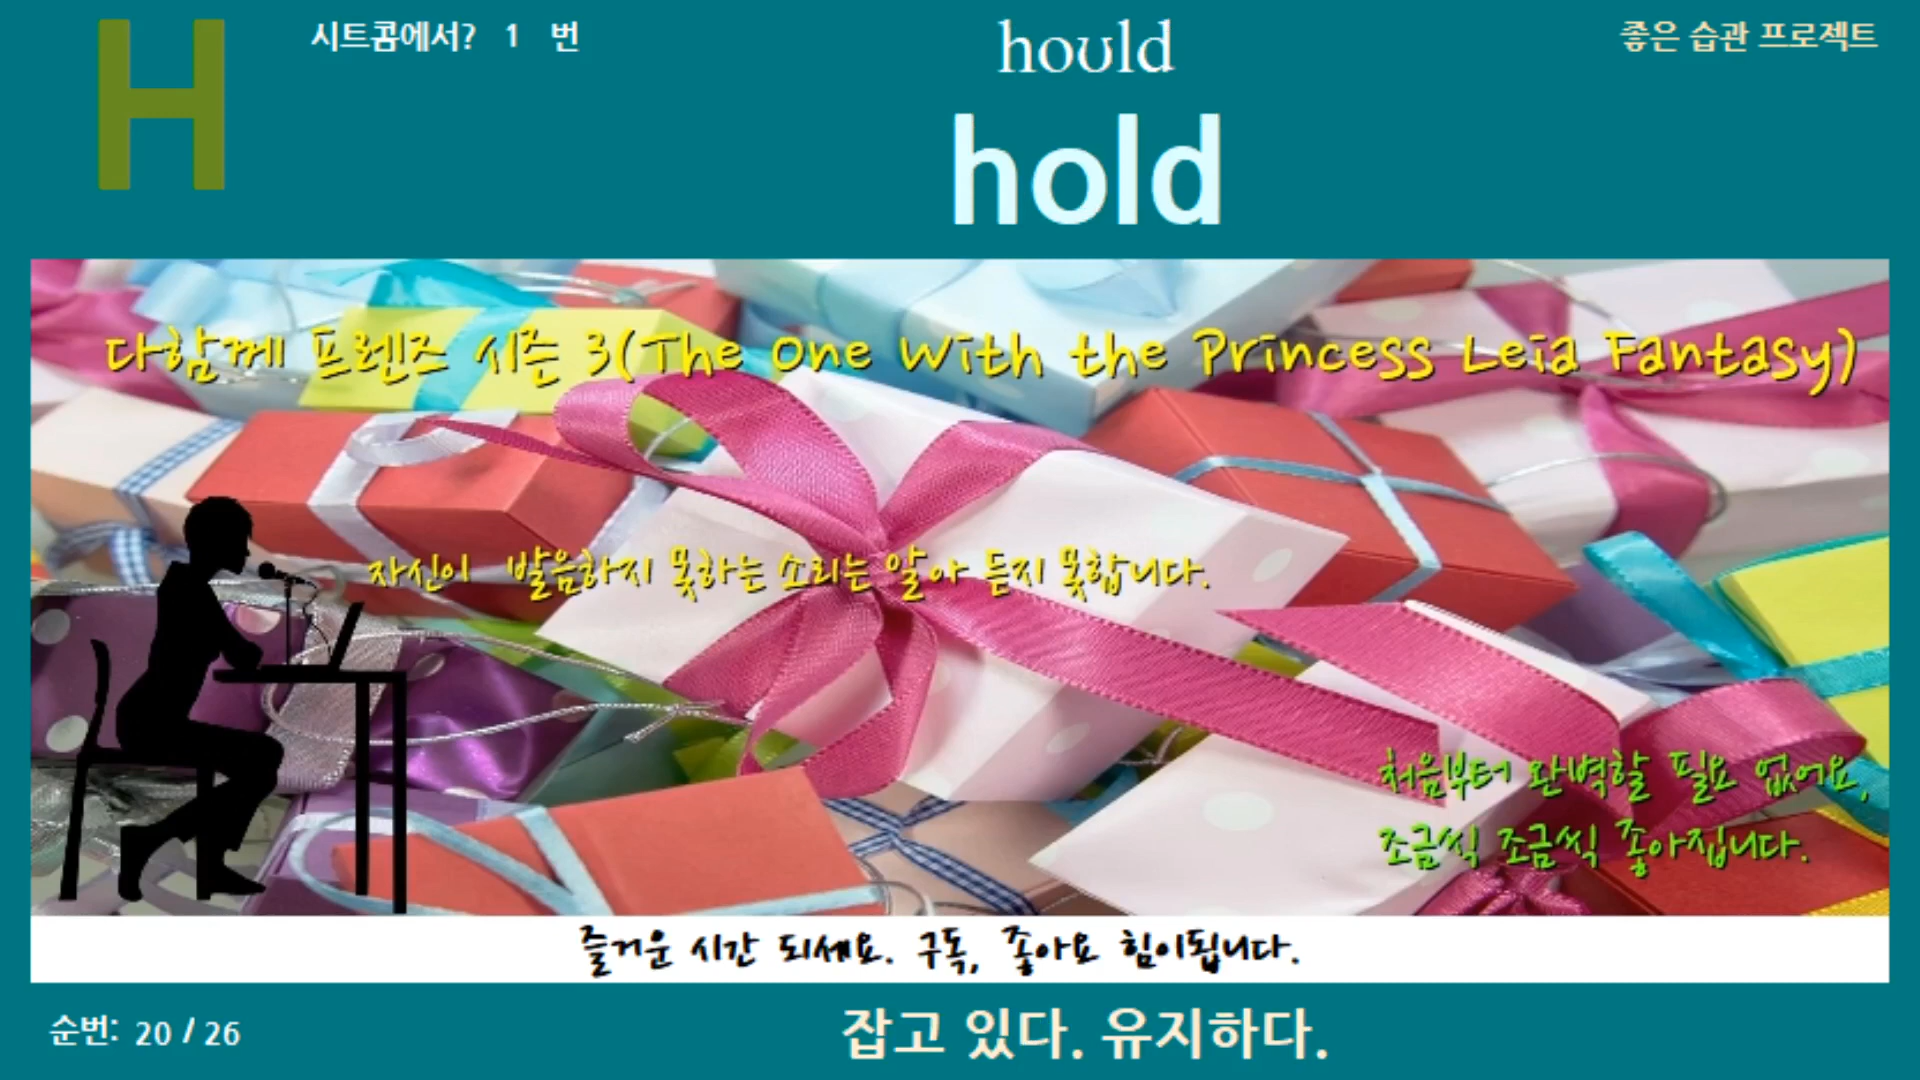 H
시트콤에서? 1 번
hoʊld
좋은 습관 프로젝트
hold
다함께 프렌즈 시즌 3(The One With the Princess Leia Fantasy)
자신이 발음하지 못하는 소리는 알아 듣지 못합니다.
처음부터 완벽할 필요 없어요,
조금씩 조금씩 좋아집니다.
즐거운 시간 되세요. 구독, 좋아요 힘이됩니다.
순번: 20 / 26
잡고 있다. 유지하다.